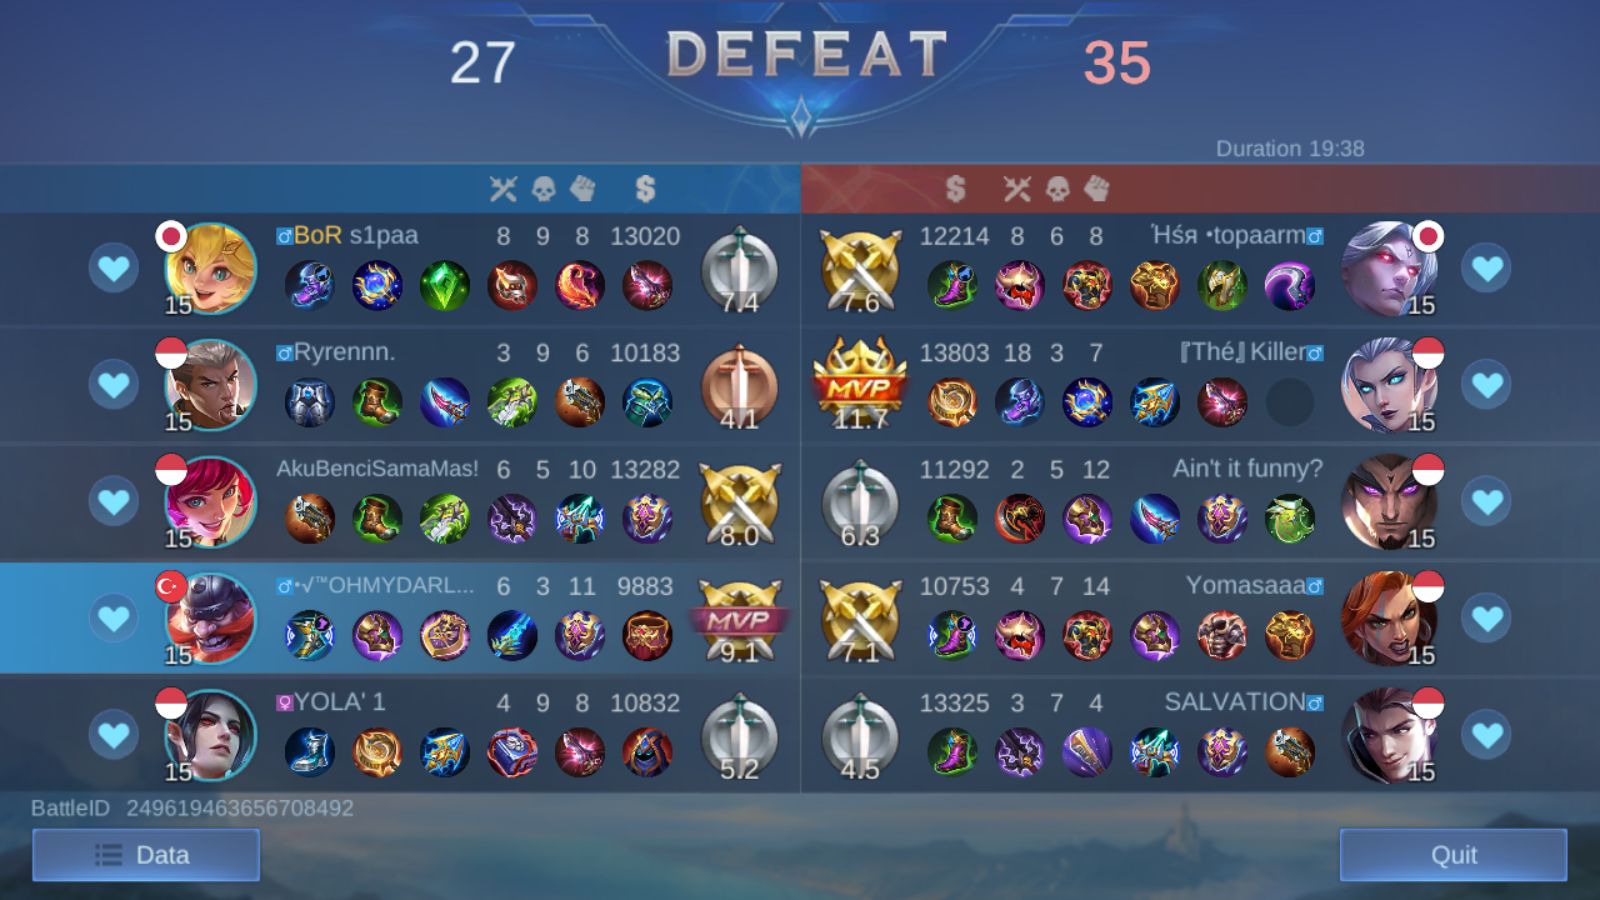 27 DEFEAT 35
Duration 19:38
$ $
BoR s1paa 8 9 8 13020 7.4
7.6 12214 8 6 8 Ήśя •topaarm
15 15
Ryrennn. 3 9 6 10183 4.1
MVP 11.7 13803 18 3 7 『Thé』Killer
15 15
AkuBenciSamaMas! 6 5 10 13282 8.0
6.3 11292 2 5 12 Ain't it funny?
15 15
•√™OHMYDARL... 6 3 11 9883 MVP 9.1
7.1 10753 4 7 14 Yomasaaa
15 15
YOLA' 1 4 9 8 10832 5.2
4.5 13325 3 7 4 SALVATION
15 15
BattleID 249619463656708492
Data Quit